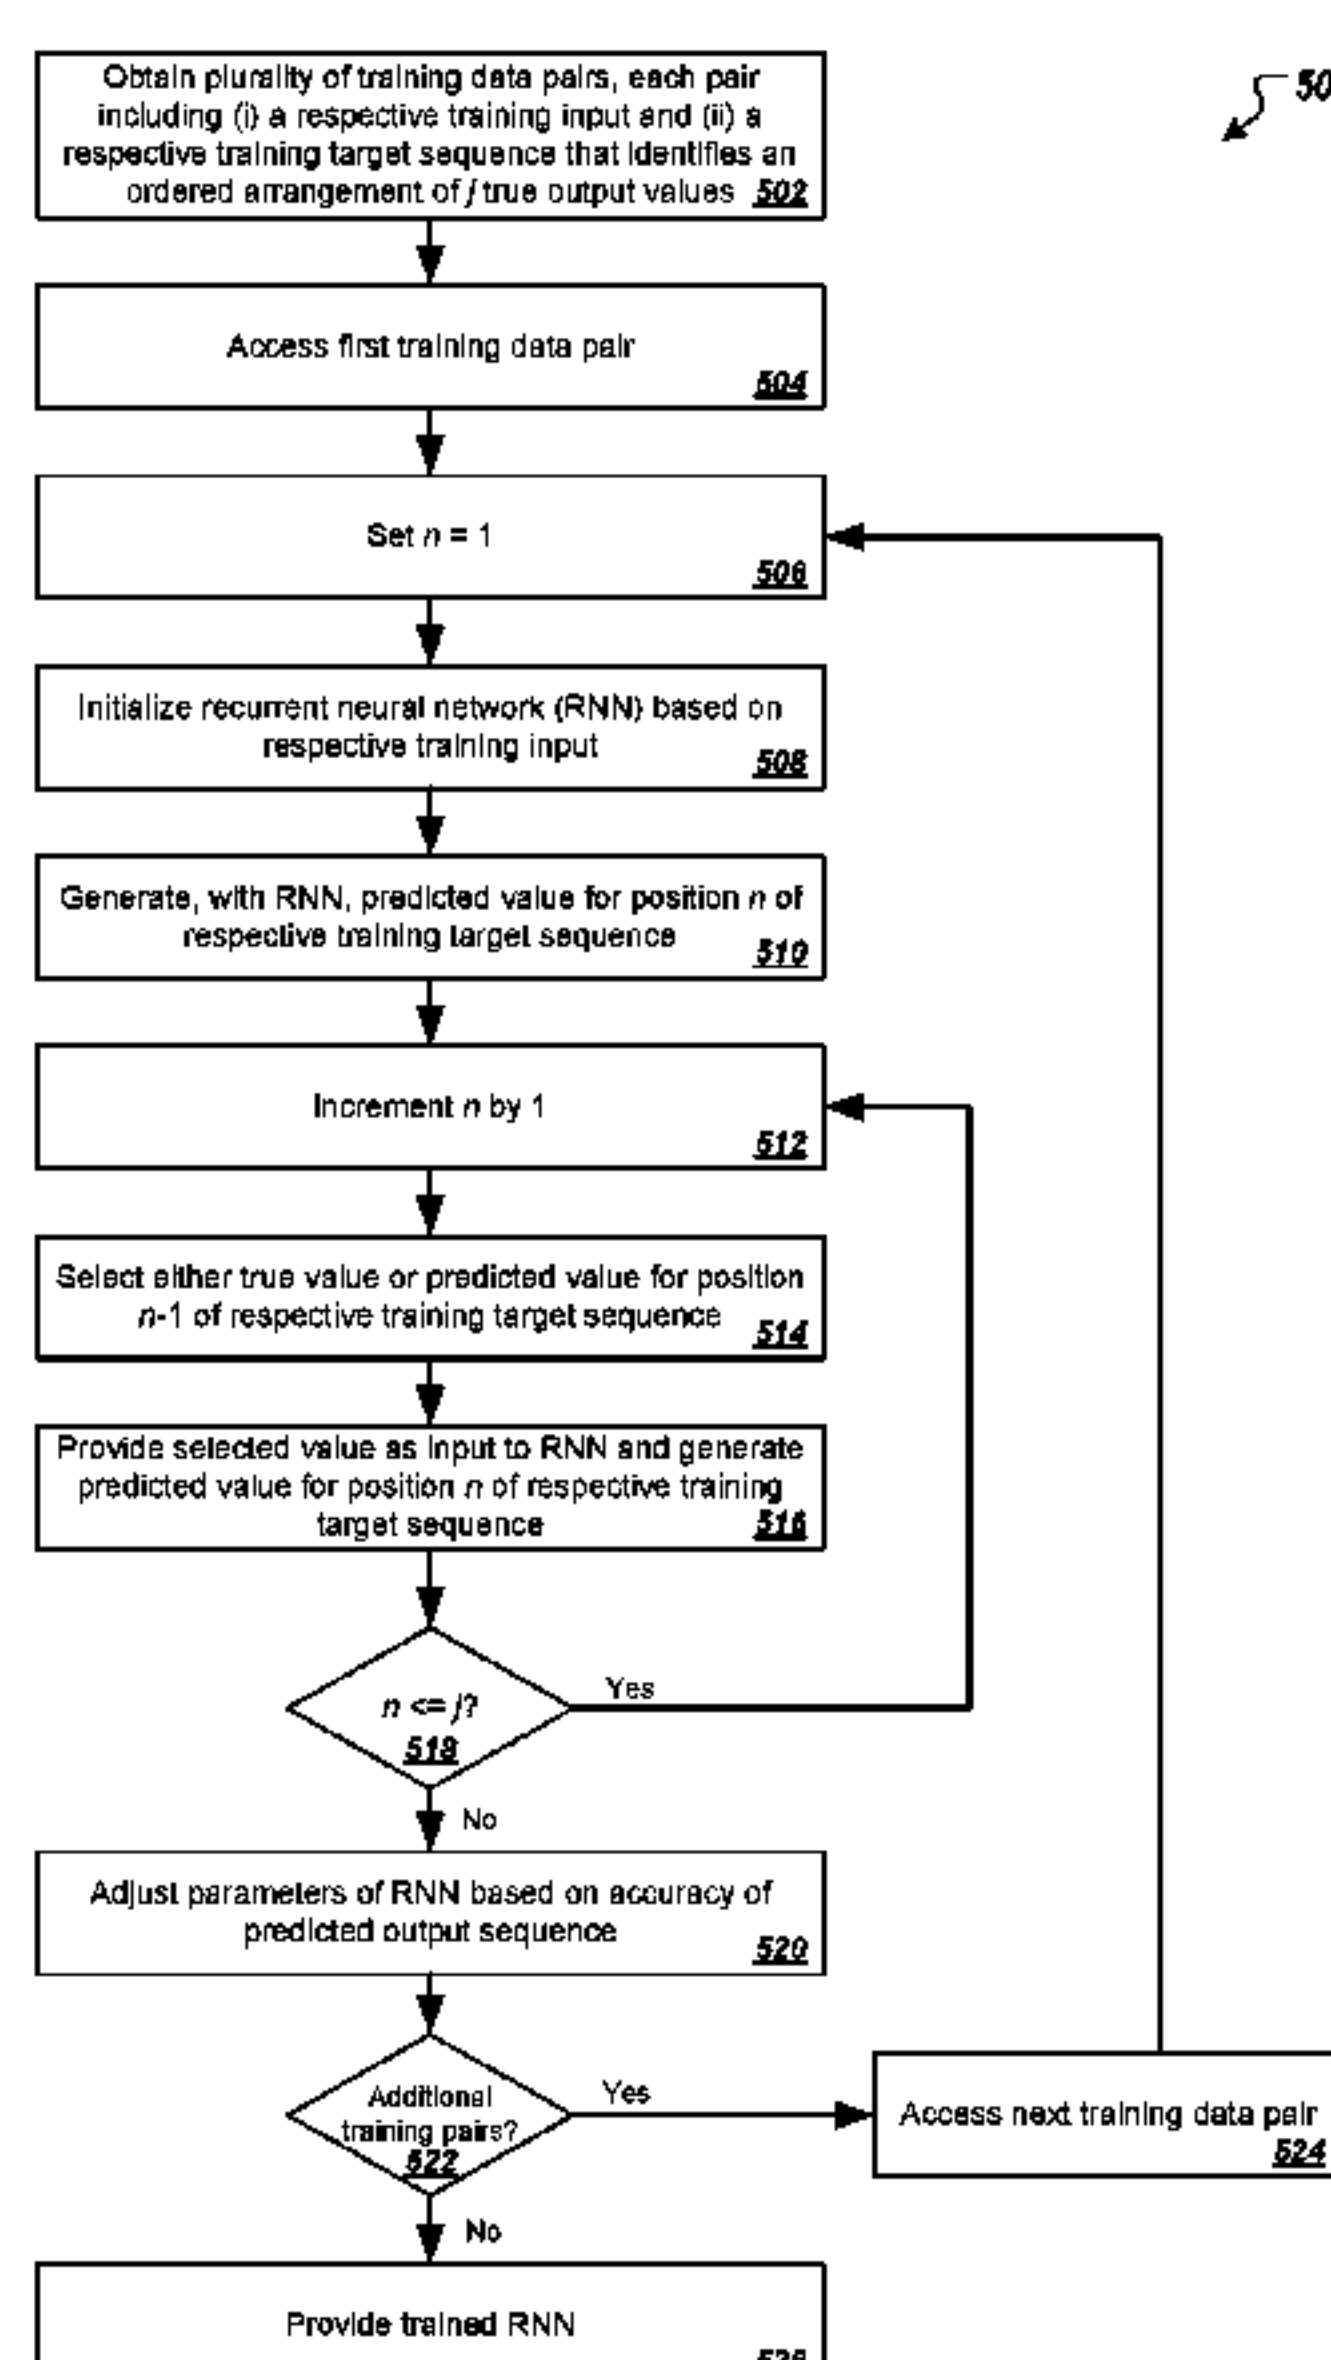 50
Obtain plurality of training data pairs, each pair
including (i) a respective training input and (ii) a
respective training target sequence that identifies an
ordered arrangement of j true output values 502
Access first training data pair
504
Set n = 1
506
Initialize recurrent neural network (RNN) based on
respective training input
508
Generate, with RNN, predicted value for position n of
respective training target sequence
510
Increment n by 1
512
Select either true value or predicted value for position
n-1 of respective training target sequence
514
Provide selected value as input to RNN and generate
predicted value for position n of respective training
target sequence
516
n <= j?
518
Yes
No
Adjust parameters of RNN based on accuracy of
predicted output sequence
520
Additional
training pairs?
522
Yes
Access next training data pair
524
No
Provide trained RNN